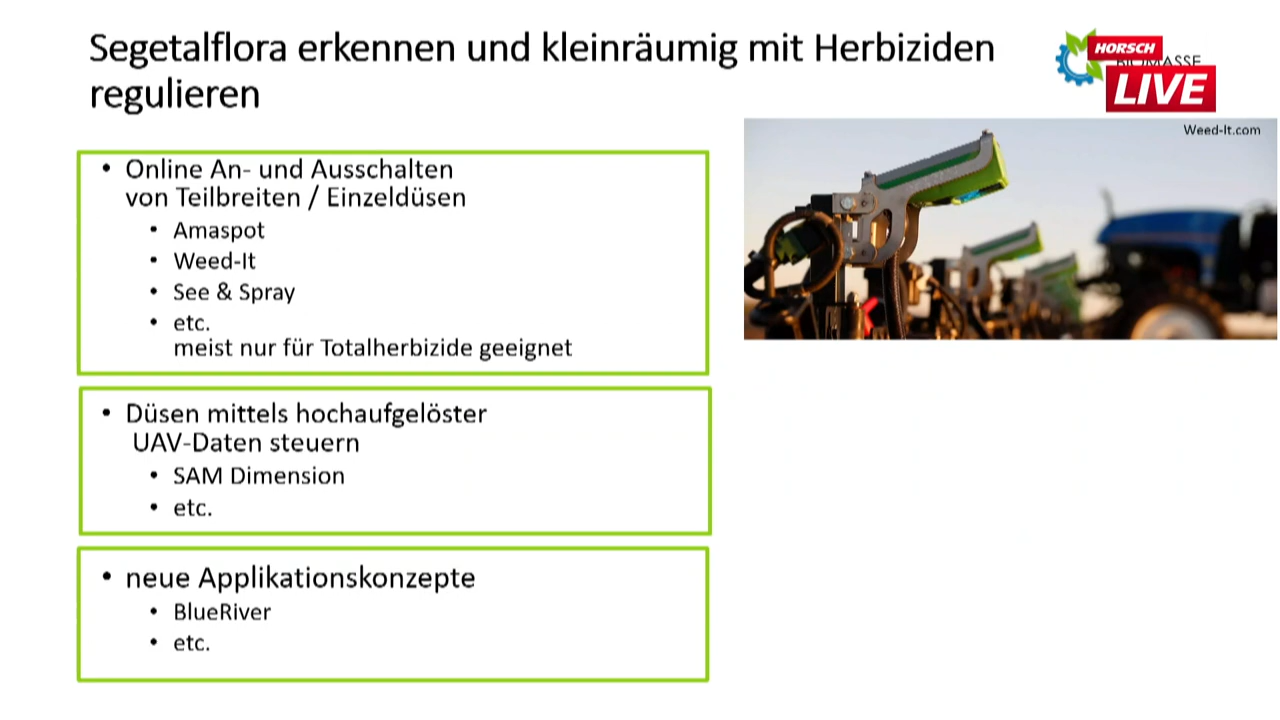 Segetalflora erkennen und kleinräumig mit Herbiziden
regulieren
HORSCH
LIVE
Weed-It.com
• Online An- und Ausschalten
von Teilbreiten / Einzeldüsen
• Amaspot
• Weed-It
• See & Spray
• etc.
meist nur für Totalherbizide geeignet
• Düsen mittels hochaufgelöster
UAV-Daten steuern
• SAM Dimension
• etc.
• neue Applikationskonzepte
• BlueRiver
• etc.